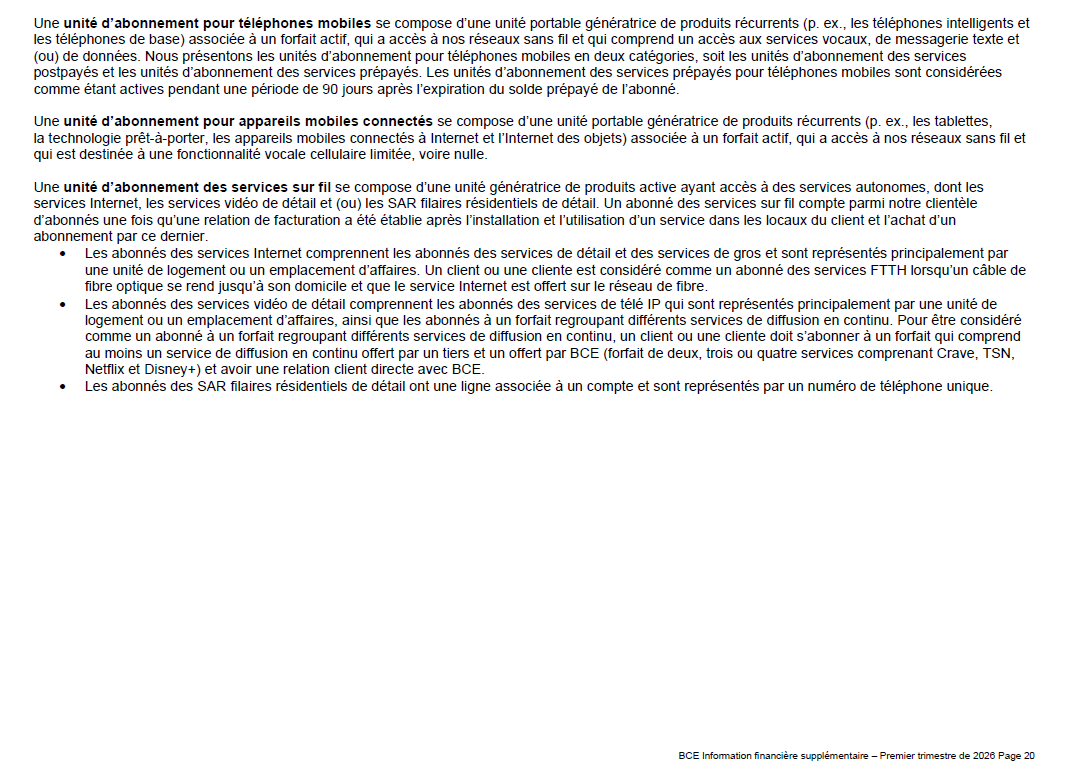 Une unité d’abonnement pour téléphones mobiles se compose d’une unité portable génératrice de produits récurrents (p. ex., les téléphones intelligents et
les téléphones de base) associée à un forfait actif, qui a accès à nos réseaux sans fil et qui comprend un accès aux services vocaux, de messagerie texte et
(ou) de données. Nous présentons les unités d’abonnement pour téléphones mobiles en deux catégories, soit les unités d’abonnement des services
postpayés et les unités d’abonnement des services prépayés. Les unités d’abonnement des services prépayés pour téléphones mobiles sont considérées
comme étant actives pendant une période de 90 jours après l’expiration du solde prépayé de l’abonné.
Une unité d’abonnement pour appareils mobiles connectés se compose d’une unité portable génératrice de produits récurrents (p. ex., les tablettes,
la technologie prêt-à-porter, les appareils mobiles connectés à Internet et l’Internet des objets) associée à un forfait actif, qui a accès à nos réseaux sans fil et
qui est destinée à une fonctionnalité vocale cellulaire limitée, voire nulle.
Une unité d’abonnement des services sur fil se compose d’une unité génératrice de produits active ayant accès à des services autonomes, dont les
services Internet, les services vidéo de détail et (ou) les SAR filaires résidentiels de détail. Un abonné des services sur fil compte parmi notre clientèle
d’abonnés une fois qu’une relation de facturation a été établie après l’installation et l’utilisation d’un service dans les locaux du client et l’achat d’un
abonnement par ce dernier.
• Les abonnés des services Internet comprennent les abonnés des services de détail et des services de gros et sont représentés principalement par
une unité de logement ou un emplacement d’affaires. Un client ou une cliente est considéré comme un abonné des services FTTH lorsqu’un câble de
fibre optique se rend jusqu’à son domicile et que le service Internet est offert sur le réseau de fibre.
• Les abonnés des services vidéo de détail comprennent les abonnés des services de télé IP qui sont représentés principalement par une unité de
logement ou un emplacement d’affaires, ainsi que les abonnés à un forfait regroupant différents services de diffusion en continu. Pour être considéré
comme un abonné à un forfait regroupant différents services de diffusion en continu, un client ou une cliente doit s’abonner à un forfait qui comprend
au moins un service de diffusion en continu offert par un tiers et un offert par BCE (forfait de deux, trois ou quatre services comprenant Crave, TSN,
Netflix et Disney+) et avoir une relation client directe avec BCE.
• Les abonnés des SAR filaires résidentiels de détail ont une ligne associée à un compte et sont représentés par un numéro de téléphone unique.
BCE Information financière supplémentaire – Premier trimestre de 2026 Page 20